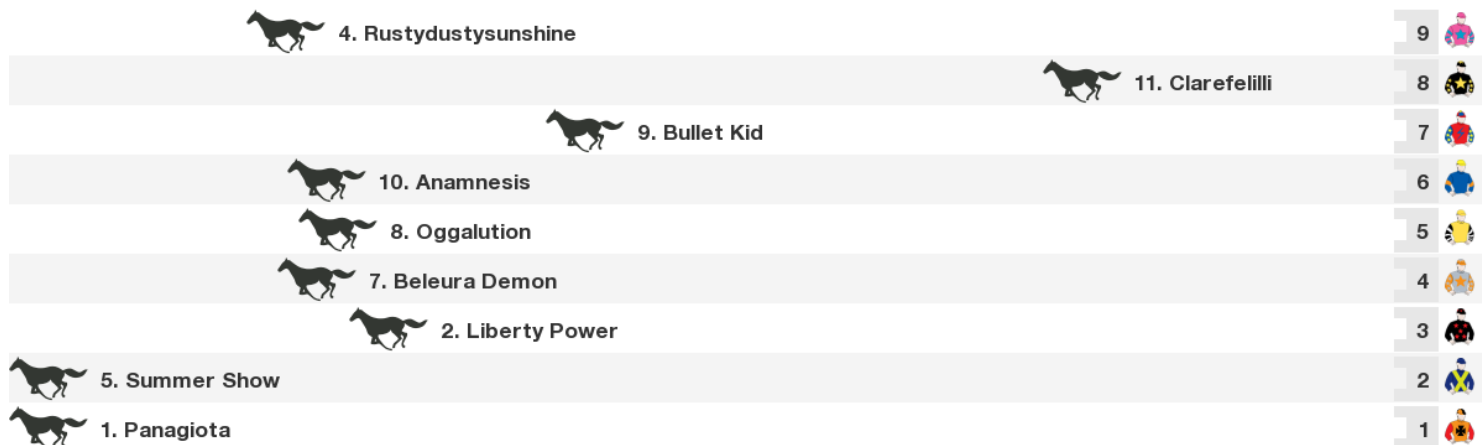 4. Rustydustysunshine 9
11. Clarefelilli 8
9. Bullet Kid 7
10. Anamnesis 6
8. Oggalution 5
7. Beleura Demon 4
2. Liberty Power 3
5. Summer Show 2
1. Panagiota 1